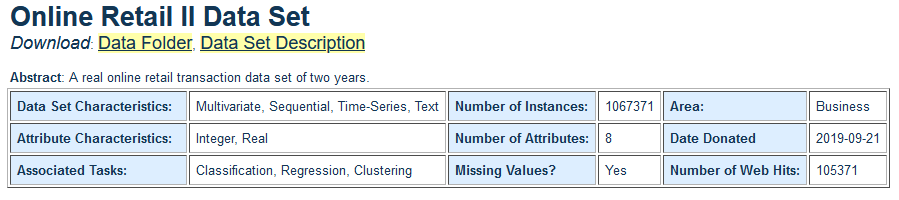 Online Retail II Data Set
Download: Data Folder, Data Set Description
Abstract: A real online retail transaction data set of two years.
Data Set Characteristics: Multivariate, Sequential, Time-Series, Text Number of Instances: 1067371 Area: Business
Attribute Characteristics: Integer, Real Number of Attributes: 8 Date Donated 2019-09-21
Associated Tasks: Classification, Regression, Clustering Missing Values? Yes Number of Web Hits: 105371